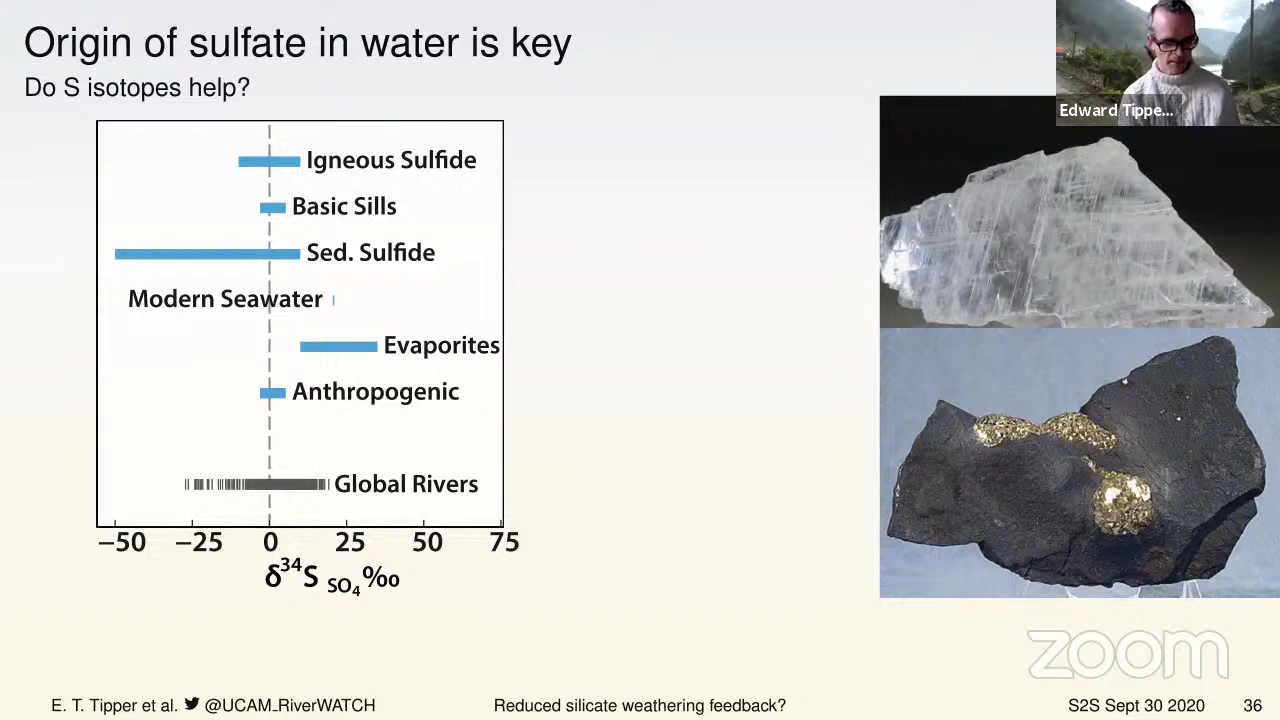 Origin of sulfate in water is key
Do S isotopes help?
Edward Tippe...
Igneous Sulfide
Basic Sills
Sed. Sulfide
Modern Seawater
Evaporites
Anthropogenic
Global Rivers
−50 −25 0 25 50 75
δ³⁴S SO₄‰
zoom
E. T. Tipper et al. @UCAM_RiverWATCH Reduced silicate weathering feedback? S2S Sept 30 2020 36